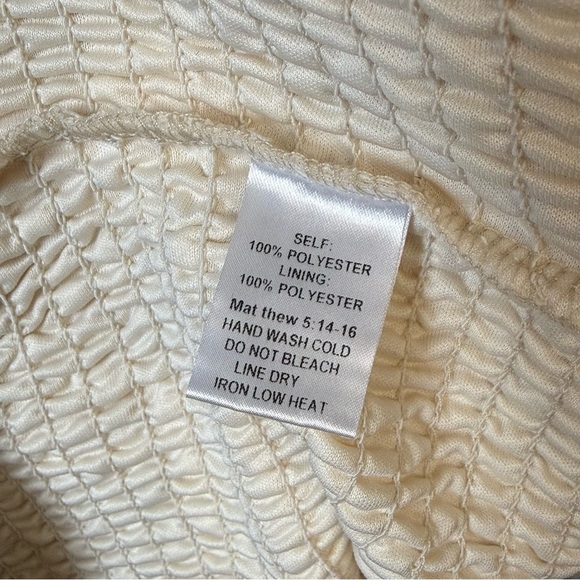 SELF:
100% POLYESTER
LINING:
100% POLYESTER
Mat thew 5:14-16
HAND WASH COLD
DO NOT BLEACH
LINE DRY
IRON LOW HEAT